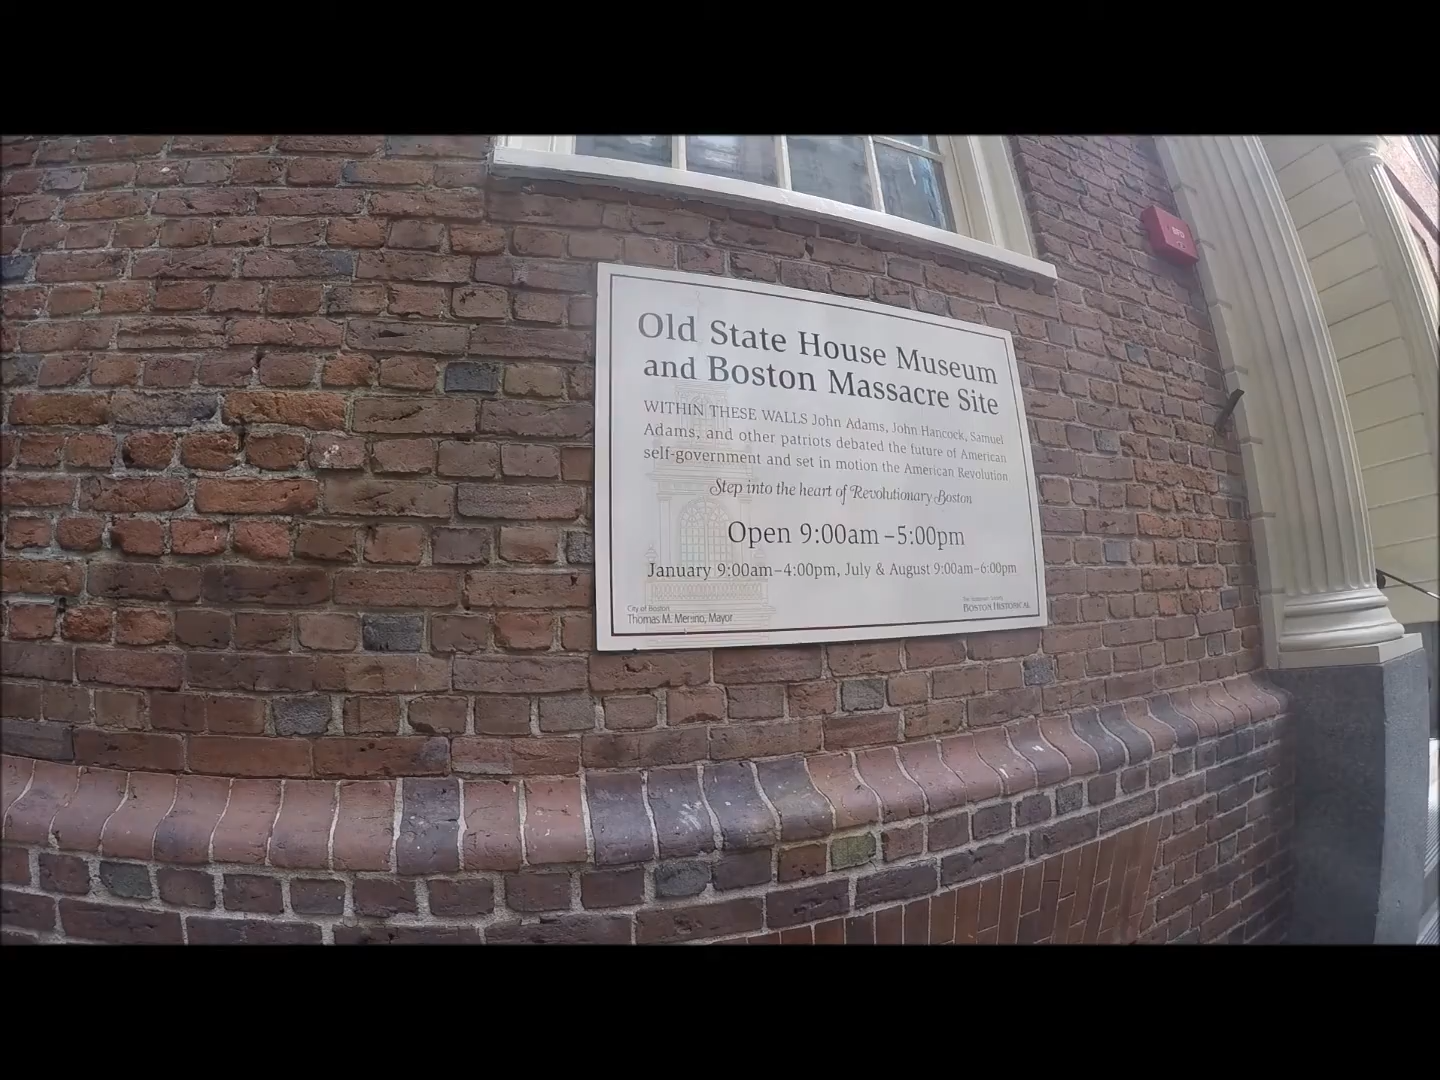 Old State House Museum
and Boston Massacre Site
WITHIN THESE WALLS John Adams, John Hancock, Samuel
Adams, and other patriots debated the future of American
self-government and set in motion the American Revolution
Step into the heart of Revolutionary Boston
Open 9:00am–5:00pm
January 9:00am–4:00pm, July & August 9:00am–6:00pm
City of Boston
Thomas M. Menino, Mayor
BOSTON HISTORICAL